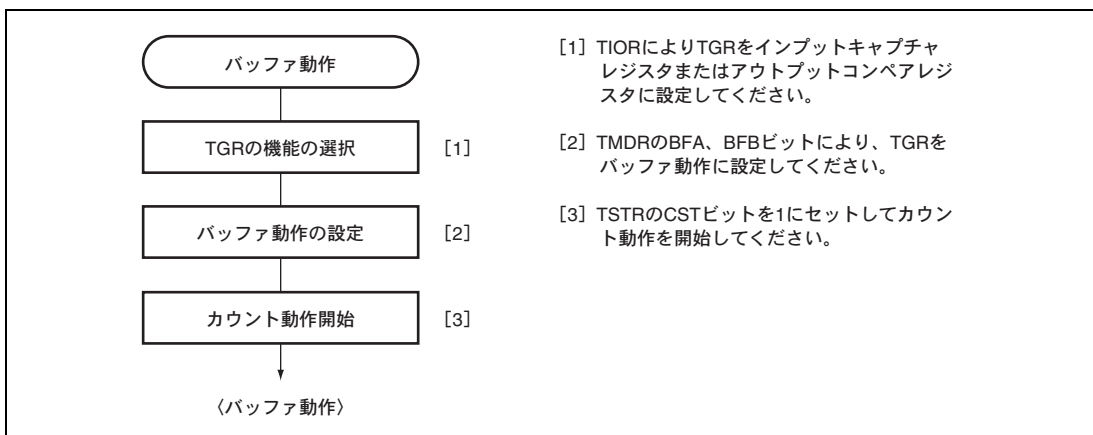 バッファ動作
TGRの機能の選択
[1]
バッファ動作の設定
[2]
カウント動作開始
[3]
〈バッファ動作〉
[1] TIORによりTGRをインプットキャプチャ
レジスタまたはアウトプットコンペアレジ
スタに設定してください。
[2] TMDRのBFA、BFBビットにより、TGRを
バッファ動作に設定してください。
[3] TSTRのCSTビットを1にセットしてカウン
ト動作を開始してください。